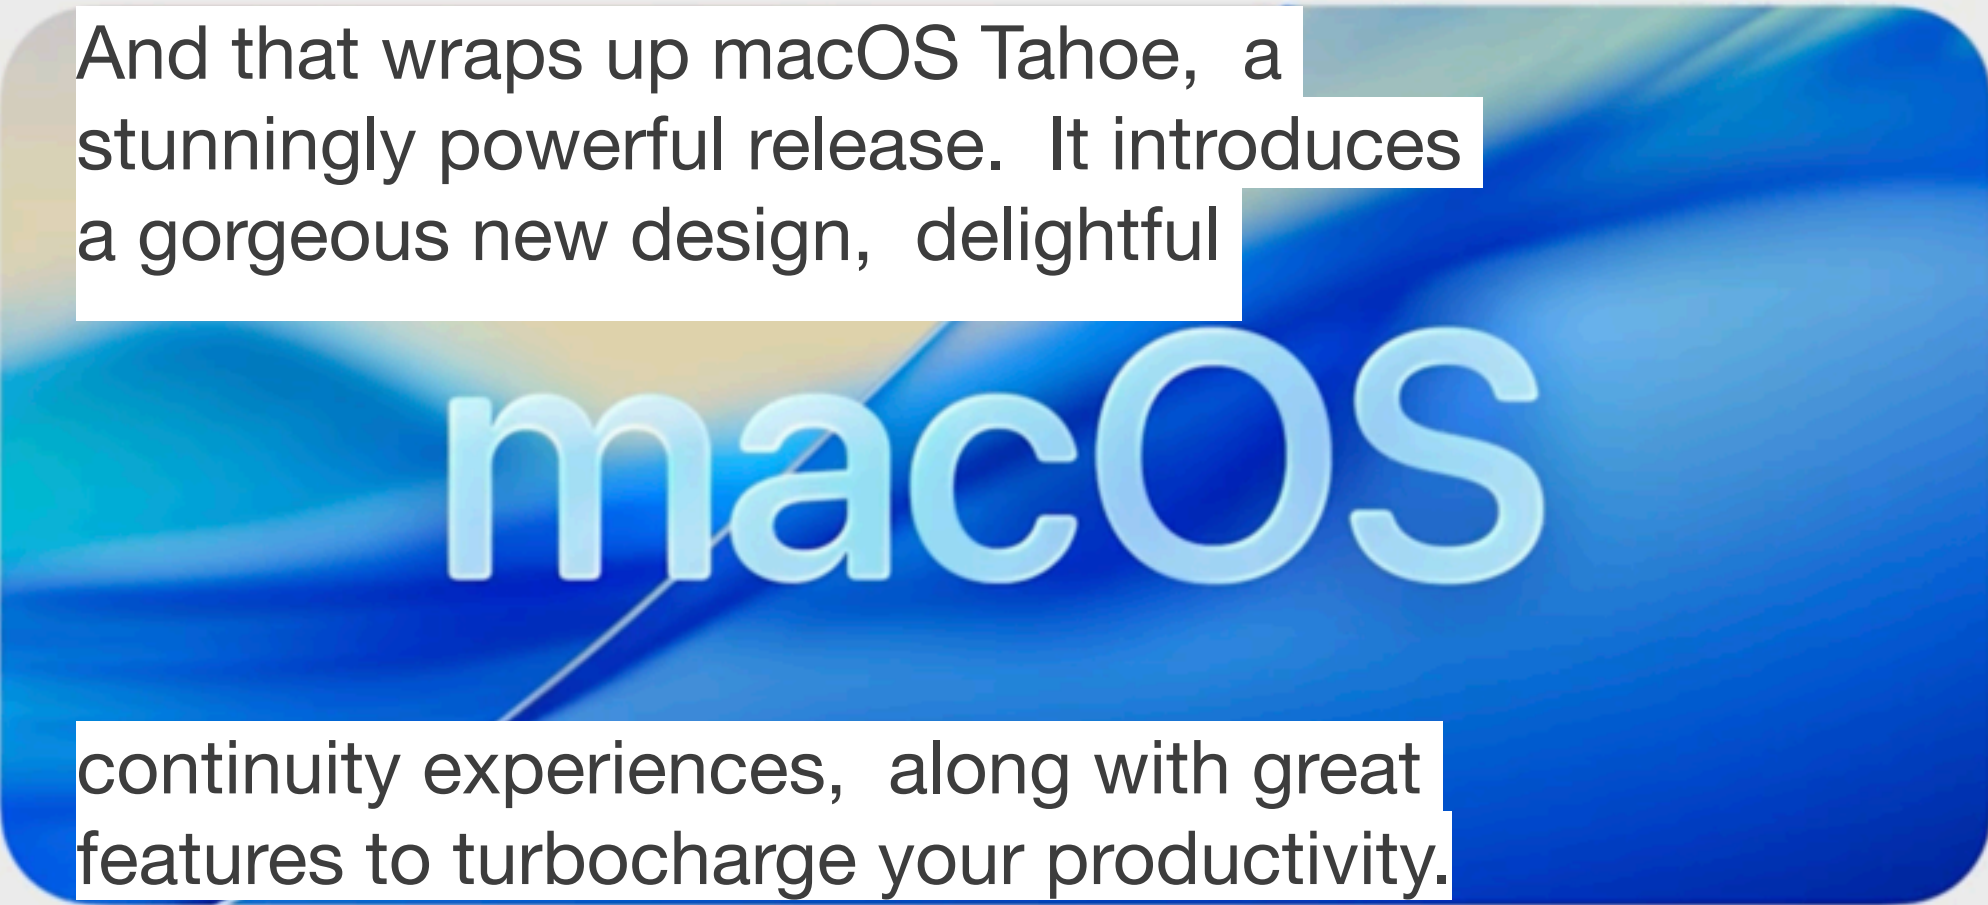 And that wraps up macOS Tahoe,  a
stunningly powerful release.  It introduces
a gorgeous new design,  delightful
macOS
continuity experiences,  along with great
features to turbocharge your productivity.